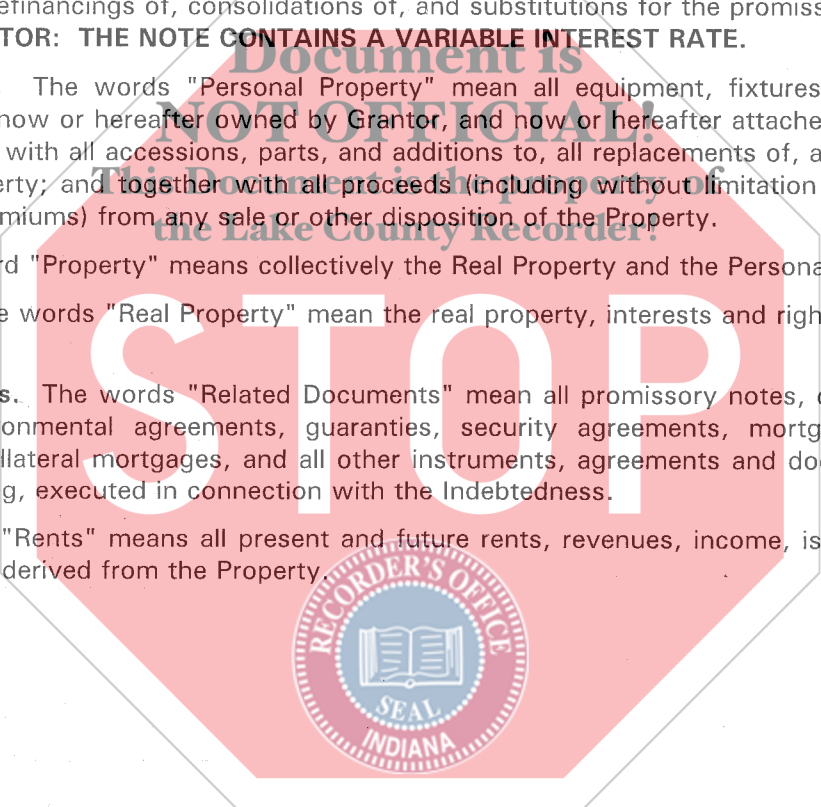 efinancings of, consolidations of, and substitutions for the promiss
TOR: THE NOTE CONTAINS A VARIABLE INTEREST RATE.
Document is
The words "Personal Property" mean all equipment, fixtures
NOT OFFICIAL!
now or hereafter owned by Grantor, and now or hereafter attache
with all accessions, parts, and additions to, all replacements of, a
This Document is the property of
erty; and together with all proceeds (including without limitation
miums) from any sale or other disposition of the Property.
the Lake County Recorder!
rd "Property" means collectively the Real Property and the Persona
e words "Real Property" mean the real property, interests and righ
STOP
s. The words "Related Documents" mean all promissory notes, c
onmental agreements, guaranties, security agreements, mortg
llateral mortgages, and all other instruments, agreements and do
g, executed in connection with the Indebtedness.
"Rents" means all present and future rents, revenues, income, is
derived from the Property.
RECORDER'S OFFICE
SEAL
INDIANA